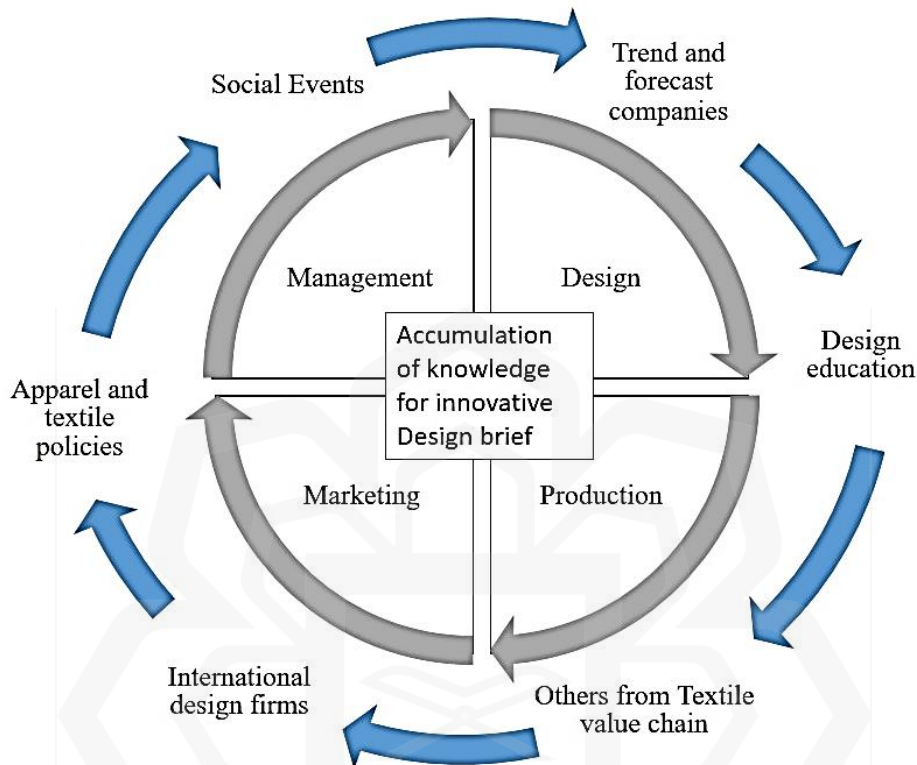 Social Events
Trend and
forecast
companies
Management
Design
Accumulation
of knowledge
for innovative
Design brief
Design
education
Apparel and
textile
policies
Marketing
Production
International
design firms
Others from Textile
value chain